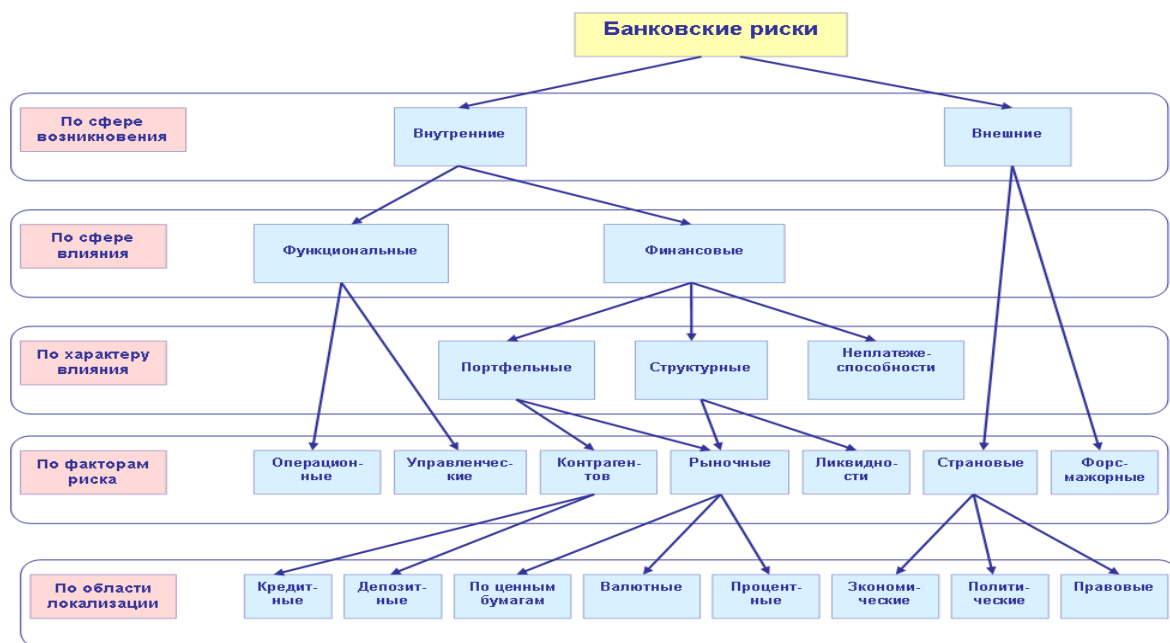 Банковские риски
По сфере
возникновения
Внутренние
Внешние
По сфере
влияния
Функциональные
Финансовые
По характеру
влияния
Портфельные
Структурные
Неплатеже-
способности
По факторам
риска
Операцион-
ные
Управленчес-
кие
Контраген-
тов
Рыночные
Ликвидно-
сти
Страновые
Форс-
мажорные
По области
локализации
Кредит-
ные
Депозит-
ные
По ценным
бумагам
Валютные
Процент-
ные
Экономи-
ческие
Полити-
ческие
Правовые